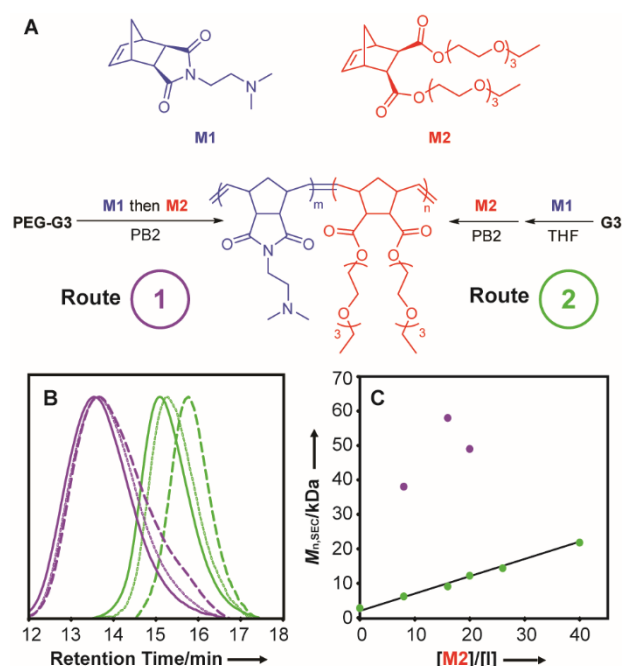 A
O
N
O
N
M1
O
O
O
3
O
O
O
3
M2
PEG-G3
M1 then M2
PB2
m
n
O
N
O
N
O
O
O
O
O
O
3
3
M2
PB2
M1
THF
G3
Route 1
Route 2
B
12 13 14 15 16 17 18
Retention Time/min
C
Mn,SEC/kDa
70
60
50
40
30
20
10
0
0 10 20 30 40
[M2]/[I]